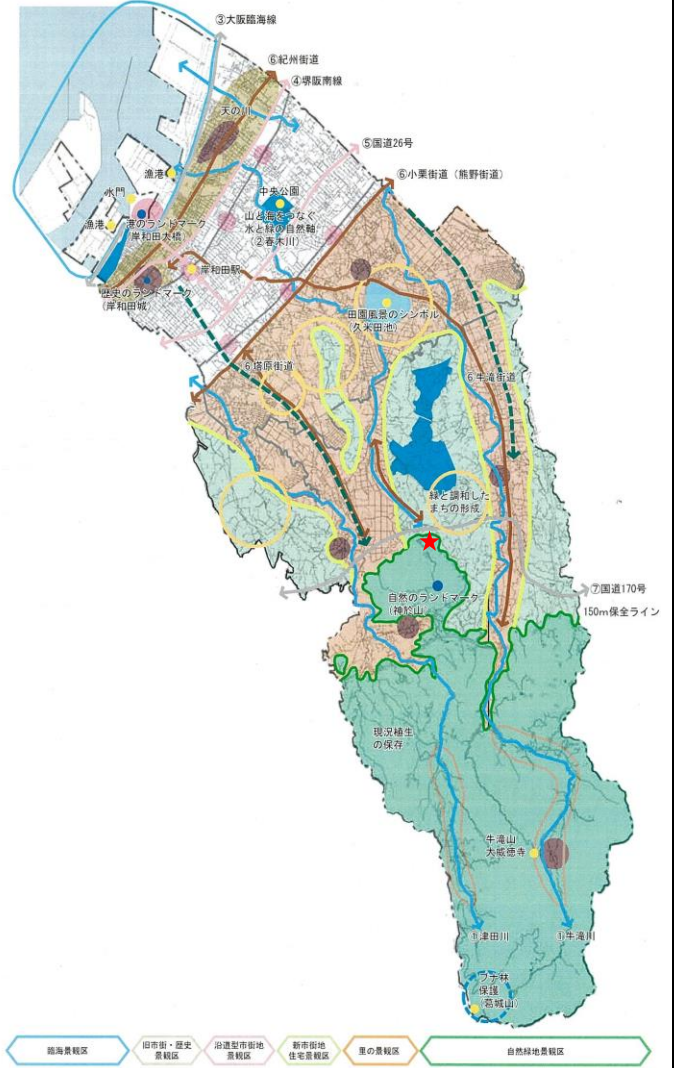 ③大阪臨海線
⑥紀州街道
④堺阪南線
天の川
⑤国道26号
漁港
⑥小栗街道（熊野街道）
水門
中央公園
漁港
港のランドマーク
（岸和田大橋）
山と海をつなぐ
水と緑の自然軸
（②春木川）
岸和田駅
歴史のランドマーク
（岸和田城）
田園風景のシンボル
（久米田池）
⑥塔原街道
⑥牛滝街道
緑と調和した
まちの形成
⑦国道170号
自然のランドマーク
（神於山）
150m保全ライン
現況植生
の保存
牛滝山
大威徳寺
①津田川
①牛滝川
ブナ林
保護
（葛城山）
臨海景観区
旧市街・歴史
景観区
沿道型市街地
景観区
新市街地
住宅景観区
里の景観区
自然緑地景観区